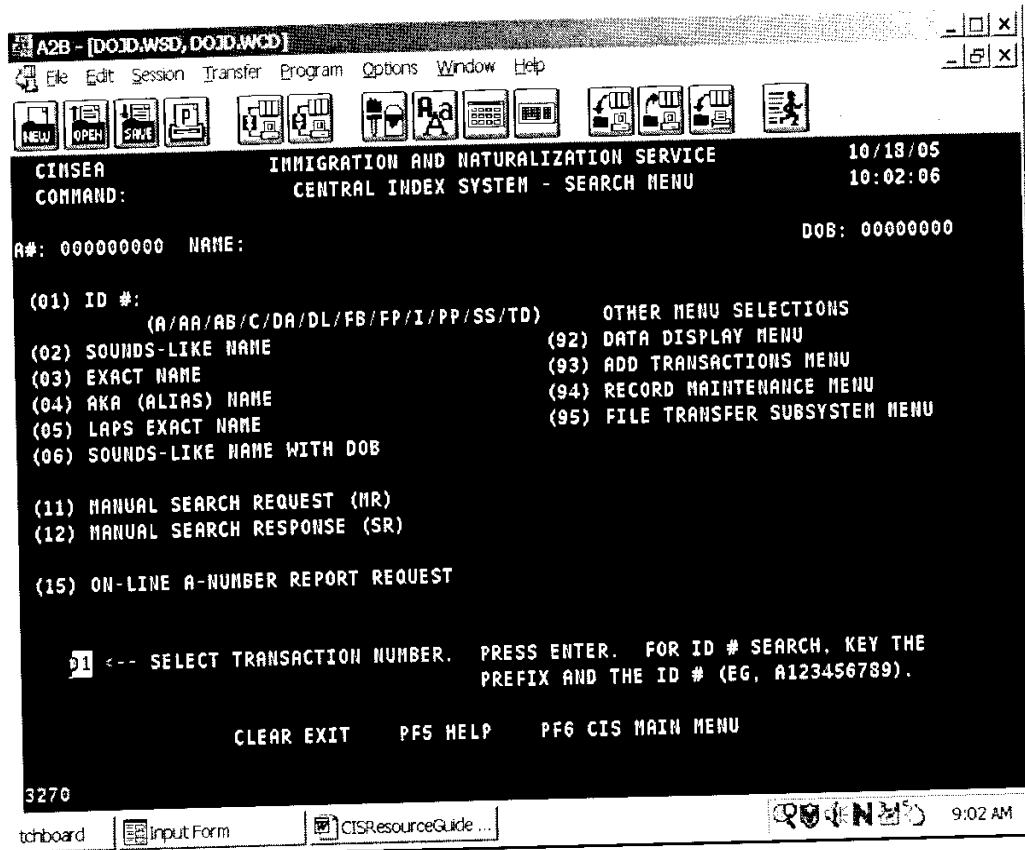 A2B - [DOJD.WSD, DOJD.WCD]
File Edit Session Transfer Program Options Window Help
NEW OPEN SAVE P
CIMSEA IMMIGRATION AND NATURALIZATION SERVICE 10/18/05
COMMAND: CENTRAL INDEX SYSTEM - SEARCH MENU 10:02:06
A#: 000000000 NAME: DOB: 00000000
(01) ID #:
(A/AA/AB/C/DA/DL/FB/FP/I/PP/SS/TD) OTHER MENU SELECTIONS
(02) SOUNDS-LIKE NAME (92) DATA DISPLAY MENU
(03) EXACT NAME (93) ADD TRANSACTIONS MENU
(04) AKA (ALIAS) NAME (94) RECORD MAINTENANCE MENU
(05) LAPS EXACT NAME (95) FILE TRANSFER SUBSYSTEM MENU
(06) SOUNDS-LIKE NAME WITH DOB
(11) MANUAL SEARCH REQUEST (MR)
(12) MANUAL SEARCH RESPONSE (SR)
(15) ON-LINE A-NUMBER REPORT REQUEST
01 <-- SELECT TRANSACTION NUMBER. PRESS ENTER. FOR ID # SEARCH, KEY THE
PREFIX AND THE ID # (EG, A123456789).
CLEAR EXIT PF5 HELP PF6 CIS MAIN MENU
3270
tchboard Input Form CISResourceGuide ... 9:02 AM